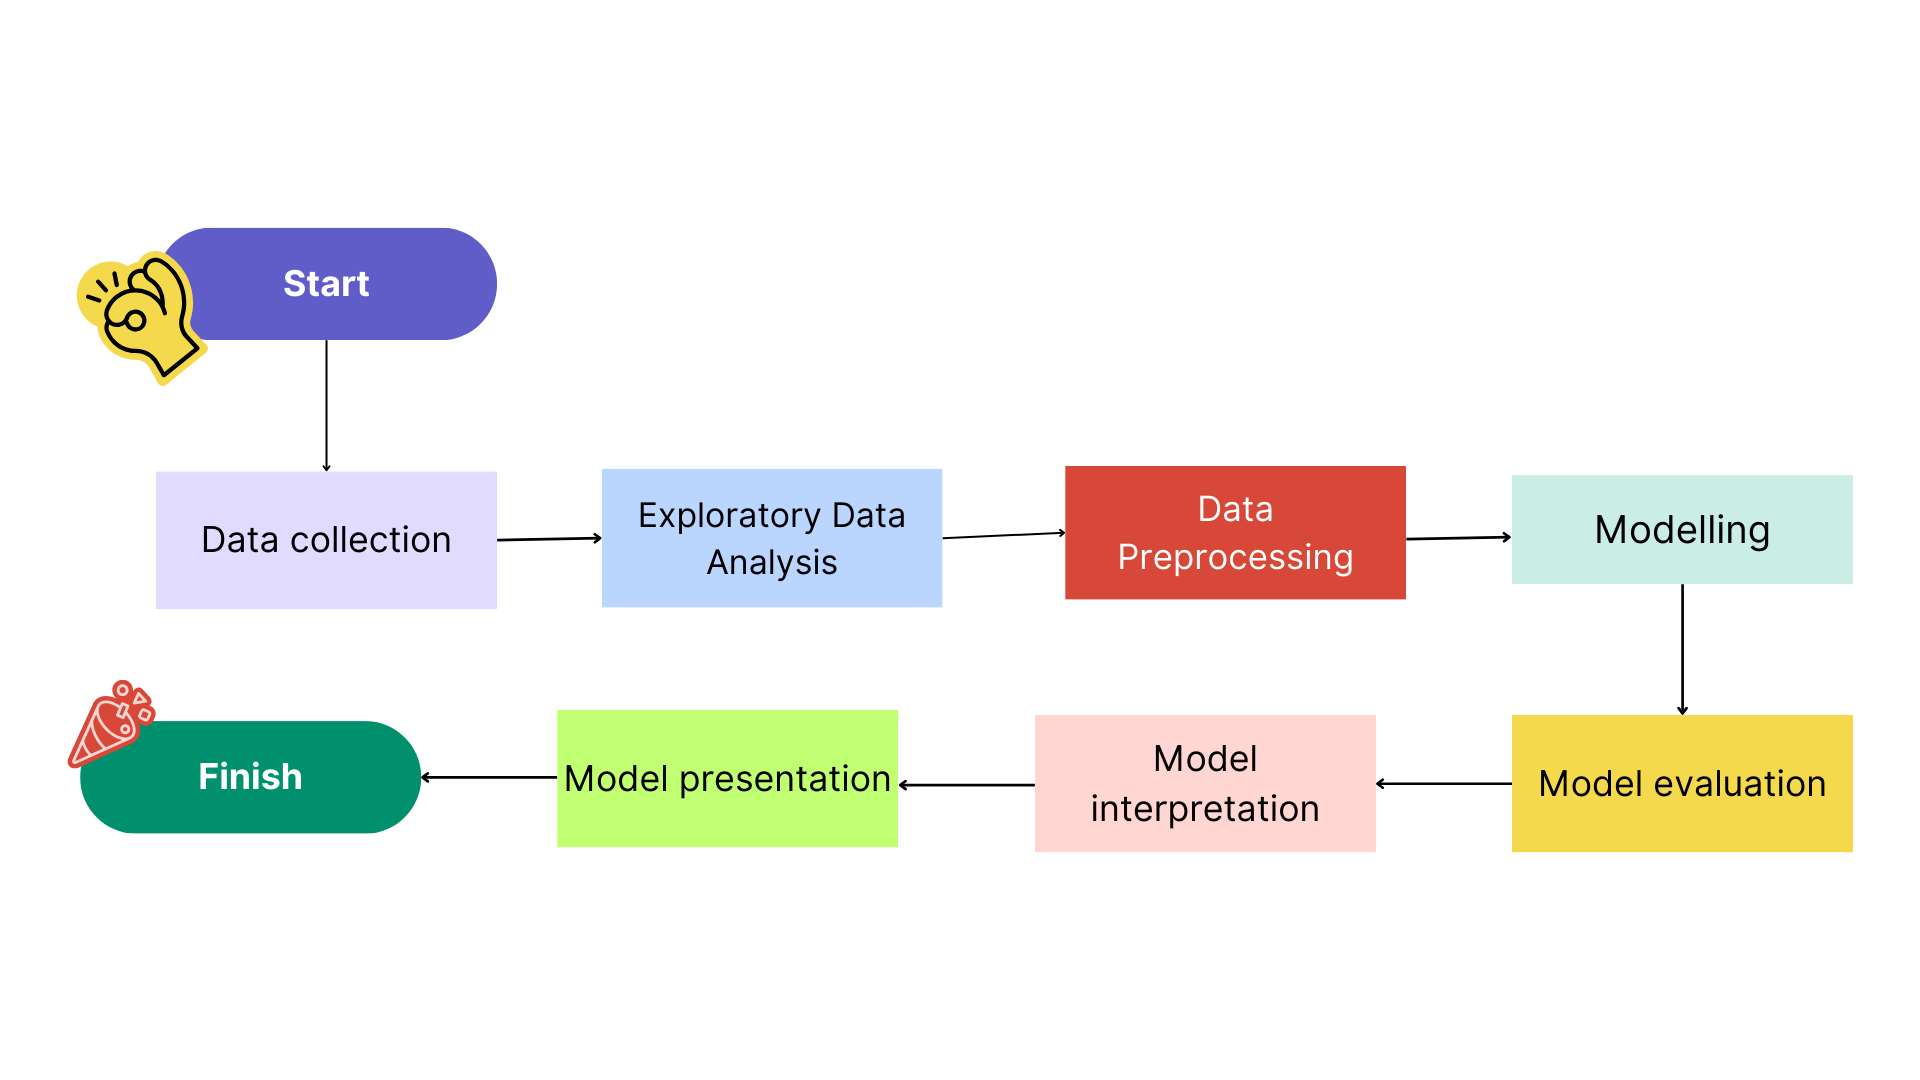 Start
Data collection
Exploratory Data
Analysis
Data
Preprocessing
Modelling
Model evaluation
Model
interpretation
Model presentation
Finish